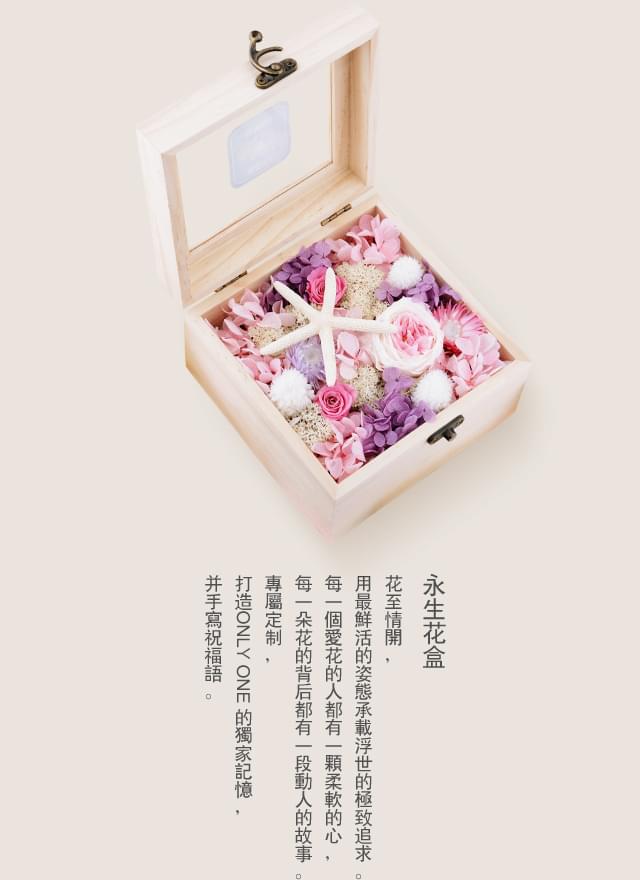 永生花盒
花至情開，
用最鮮活的姿態承載浮世的極致追求。
每一個愛花的人都有一顆柔軟的心，
每一朵花的背后都有一段動人的故事。
專屬定制，
打造ONLY ONE 的獨家記憶，
并手寫祝福語。